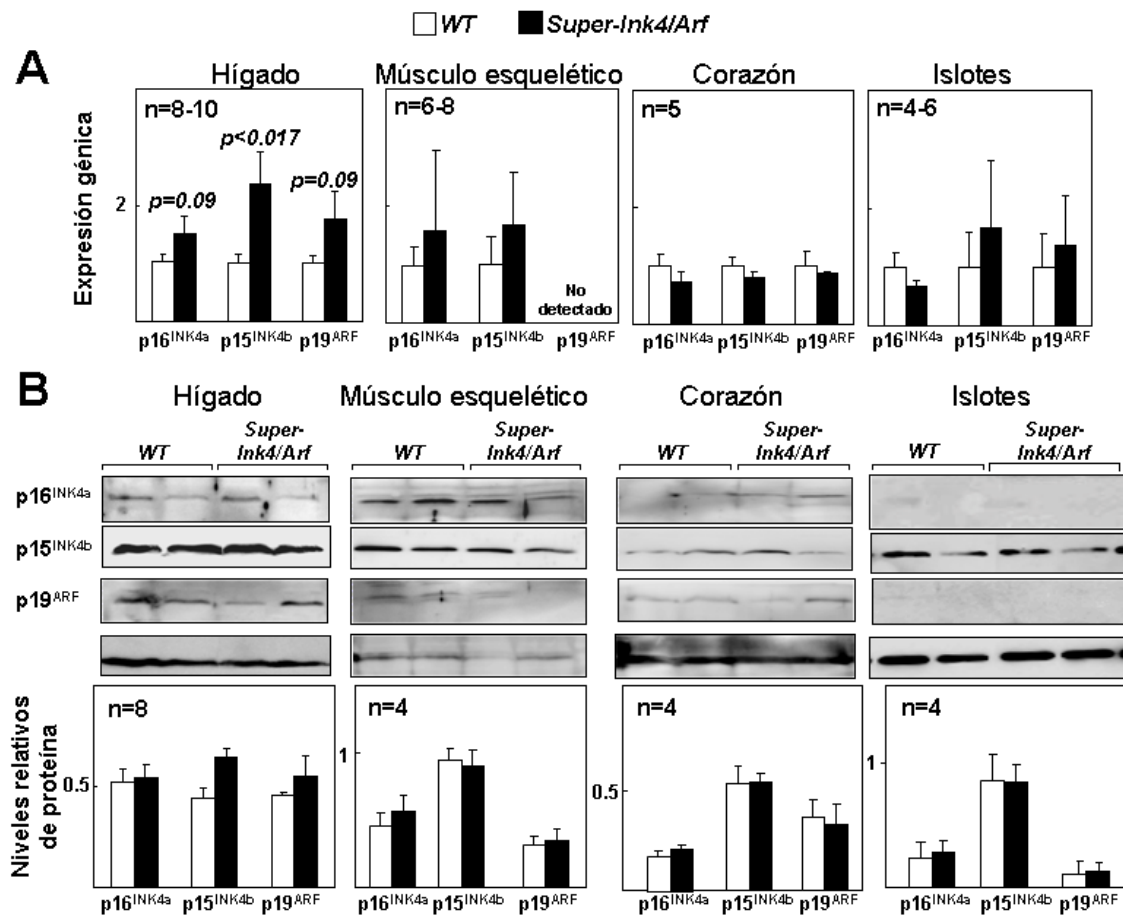 WT Super-Ink4/Arf
A
Hígado Músculo esquelético Corazón Islotes
n=8-10 n=6-8 n=5 n=4-6
p<0.017
p=0.09 p=0.09
2
Expresión génica
No
detectado
p16INK4a p15INK4b p19ARF p16INK4a p15INK4b p19ARF p16INK4a p15INK4b p19ARF p16INK4a p15INK4b p19ARF
B
Hígado Músculo esquelético Corazón Islotes
WT Super-Ink4/Arf WT Super-Ink4/Arf WT Super-Ink4/Arf WT Super-Ink4/Arf
p16INK4a
p15INK4b
p19ARF
n=8 n=4 n=4 n=4
0.5 1 0.5 1
Niveles relativos
de proteína
p16INK4a p15INK4b p19ARF p16INK4a p15INK4b p19ARF p16INK4a p15INK4b p19ARF p16INK4a p15INK4b p19ARF